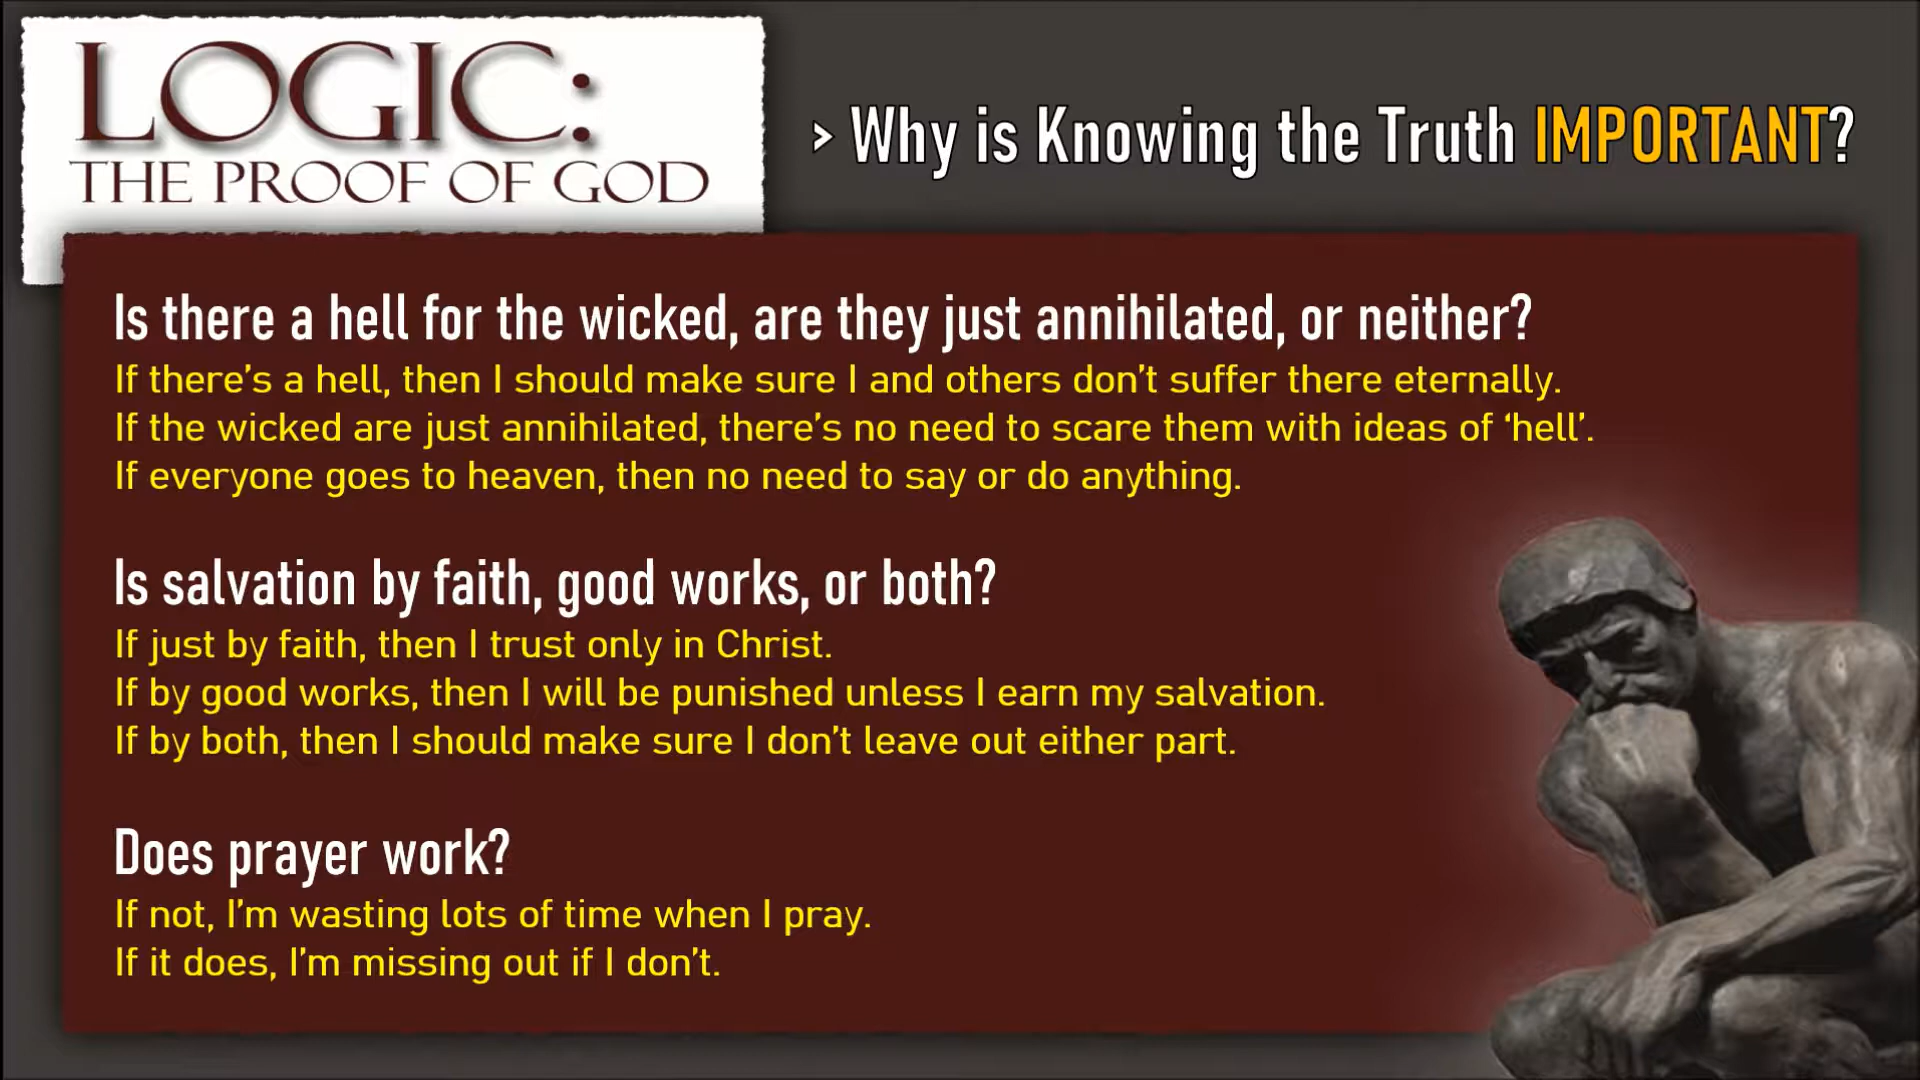 LOGIC:
THE PROOF OF GOD
> Why is Knowing the Truth IMPORTANT?
Is there a hell for the wicked, are they just annihilated, or neither?
If there's a hell, then I should make sure I and others don't suffer there eternally.
If the wicked are just annihilated, there's no need to scare them with ideas of ‘hell’.
If everyone goes to heaven, then no need to say or do anything.
Is salvation by faith, good works, or both?
If just by faith, then I trust only in Christ.
If by good works, then I will be punished unless I earn my salvation.
If by both, then I should make sure I don't leave out either part.
Does prayer work?
If not, I'm wasting lots of time when I pray.
If it does, I'm missing out if I don't.